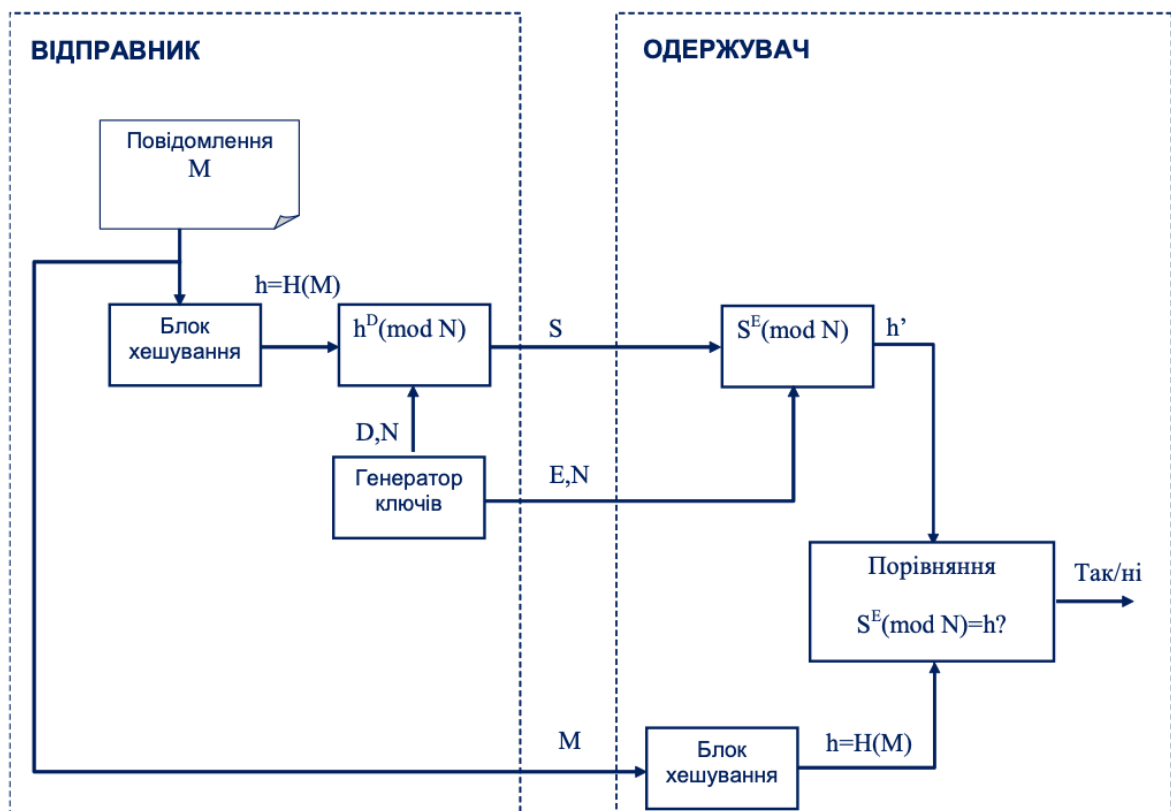 ВІДПРАВНИК
ОДЕРЖУВАЧ
Повідомлення
M
h=H(M)
Блок
хешування
h^D(mod N)
S
S^E(mod N)
h’
D,N
Генератор
ключів
E,N
Порівняння
S^E(mod N)=h?
Так/ні
M
Блок
хешування
h=H(M)